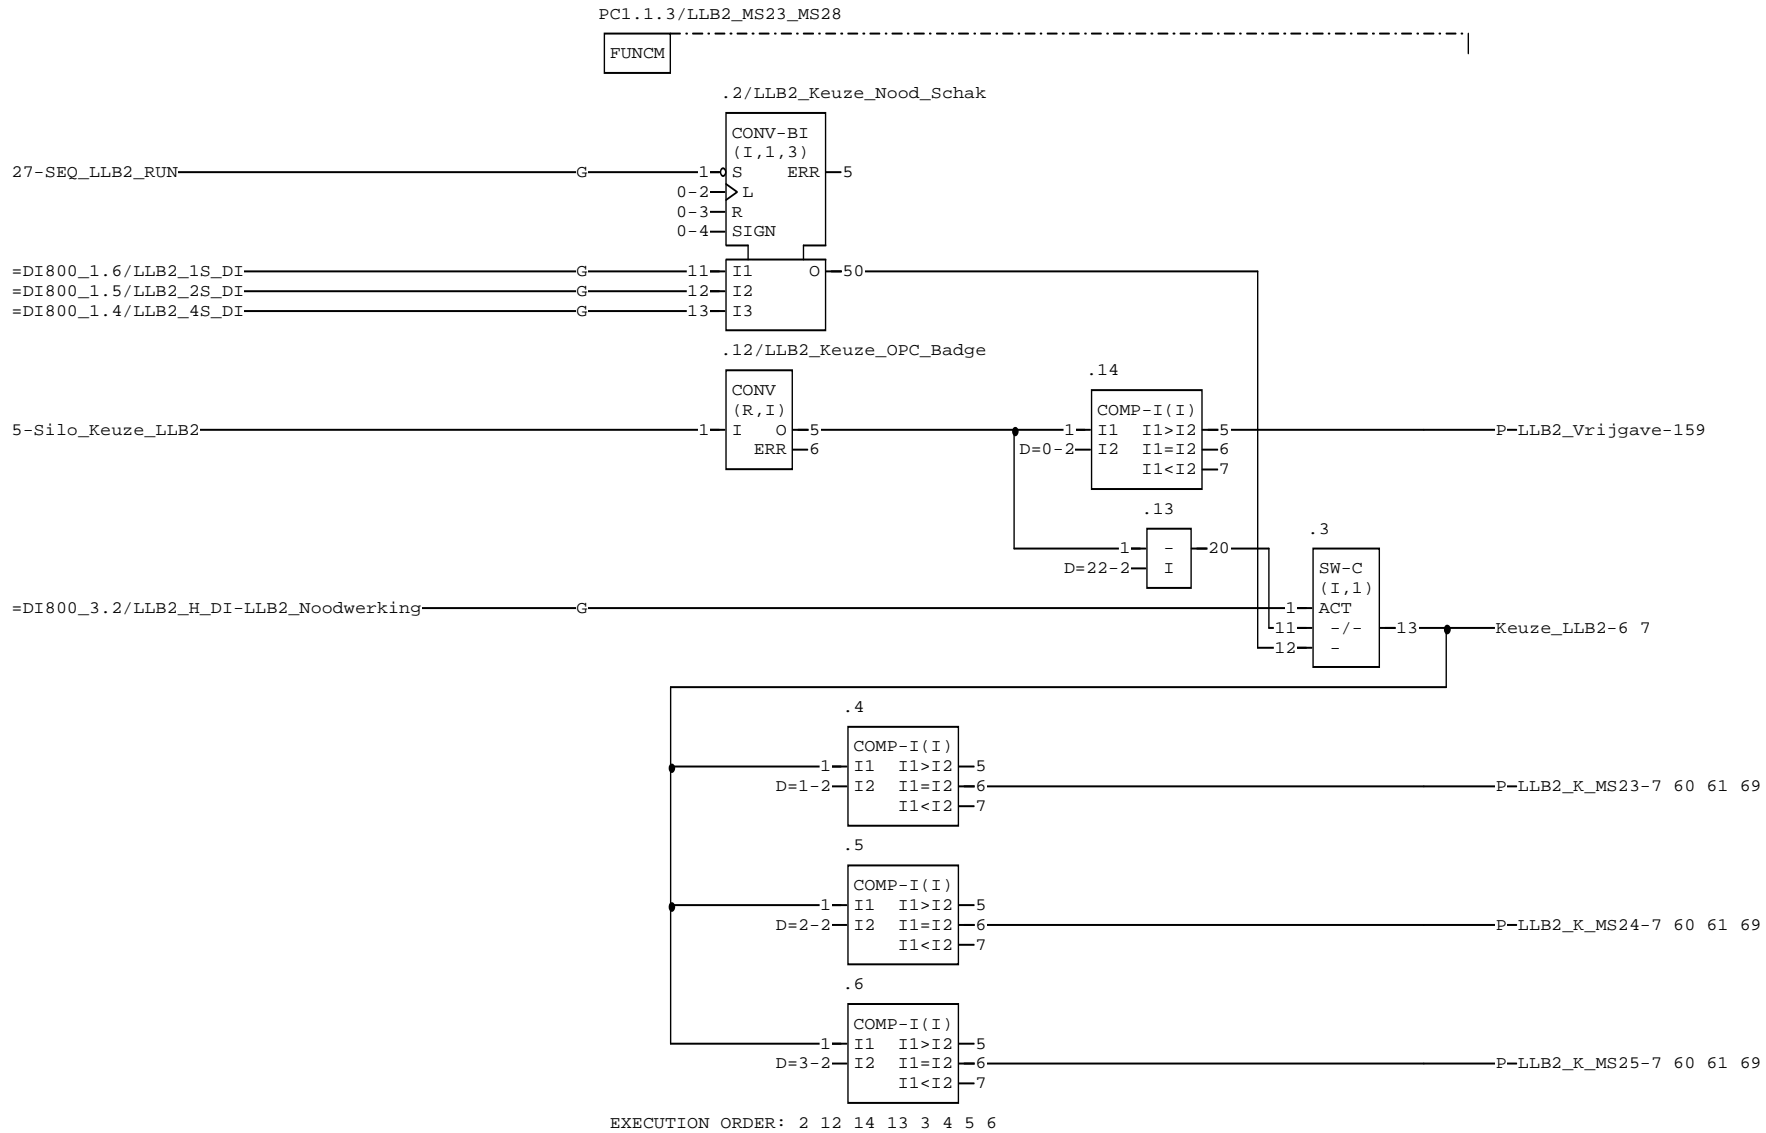 PC1.1.3/LLB2_MS23_MS28
FUNCM
.2/LLB2_Keuze_Nood_Schak
CONV-BI
(I,1,3)
27-SEQ_LLB2_RUN G 1 S ERR 5
0-2 L
0-3 R
0-4 SIGN
=DI800_1.6/LLB2_1S_DI G 11 I1 O 50
=DI800_1.5/LLB2_2S_DI G 12 I2
=DI800_1.4/LLB2_4S_DI G 13 I3
.12/LLB2_Keuze_OPC_Badge
.14
CONV
(R,I) COMP-I(I)
5-Silo_Keuze_LLB2 1 I O 5 1 I1 I1>I2 5 P-LLB2_Vrijgave-159
ERR 6 D=0-2 I2 I1=I2 6
I1<I2 7
.13
.3
1 - 20
D=22-2 I SW-C
(I,1)
=DI800_3.2/LLB2_H_DI-LLB2_Noodwerking G 1 ACT
11 -/- 13 Keuze_LLB2-6 7
12 -
.4
COMP-I(I)
1 I1 I1>I2 5
D=1-2 I2 I1=I2 6 P-LLB2_K_MS23-7 60 61 69
I1<I2 7
.5
COMP-I(I)
1 I1 I1>I2 5
D=2-2 I2 I1=I2 6 P-LLB2_K_MS24-7 60 61 69
I1<I2 7
.6
COMP-I(I)
1 I1 I1>I2 5
D=3-2 I2 I1=I2 6 P-LLB2_K_MS25-7 60 61 69
I1<I2 7
EXECUTION ORDER: 2 12 14 13 3 4 5 6